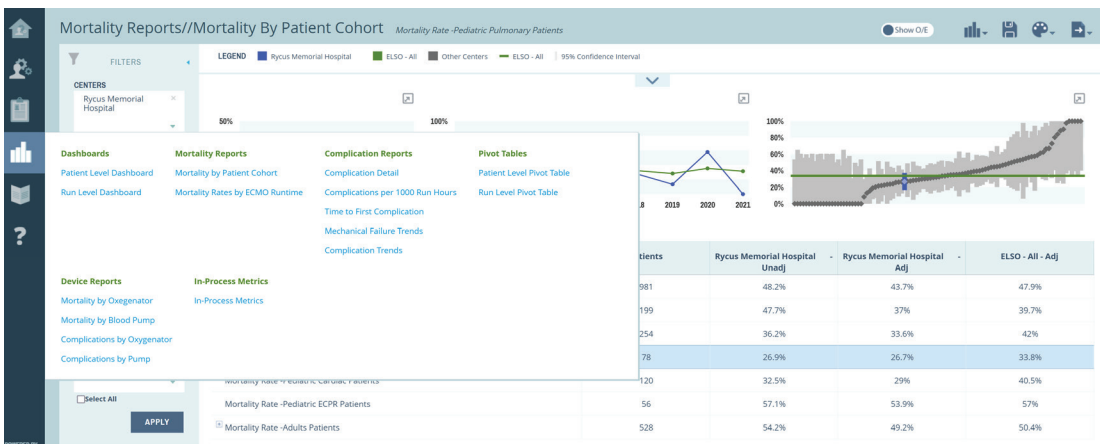 Mortality Reports//Mortality By Patient Cohort Mortality Rate -Pediatric Pulmonary Patients
Show O/E
FILTERS
LEGEND Rycus Memorial Hospital ELSO - All Other Centers ELSO - All 95% Confidence Interval
CENTERS
Rycus Memorial
Hospital
50%
100%
100%
80%
60%
40%
20%
0%
2019 2020 2021
Dashboards
Patient Level Dashboard
Run Level Dashboard
Mortality Reports
Mortality by Patient Cohort
Mortality Rates by ECMO Runtime
Complication Reports
Complication Detail
Complications per 1000 Run Hours
Time to First Complication
Mechanical Failure Trends
Complication Trends
Pivot Tables
Patient Level Pivot Table
Run Level Pivot Table
Device Reports
Mortality by Oxegenator
Mortality by Blood Pump
Complications by Oxygenator
Complications by Pump
In-Process Metrics
In-Process Metrics
tients Rycus Memorial Hospital - Rycus Memorial Hospital - ELSO - All - Adj
Unadj Adj
981 48.2% 43.7% 47.9%
199 47.7% 37% 39.7%
254 36.2% 33.6% 42%
78 26.9% 26.7% 33.8%
Mortality Rate -Pediatric Cardiac Patients 120 32.5% 29% 40.5%
Mortality Rate -Pediatric ECPR Patients 56 57.1% 53.9% 57%
Mortality Rate -Adults Patients 528 54.2% 49.2% 50.4%
Select All
APPLY